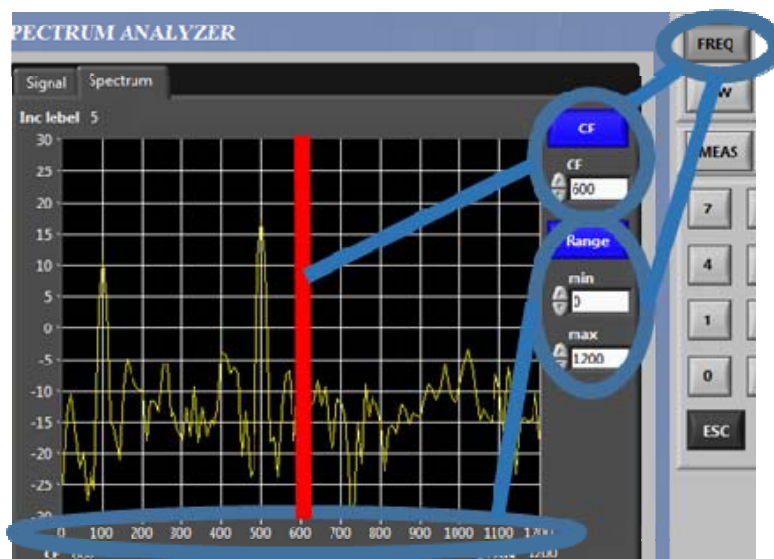 PECTRUM ANALYZER
FREQ
Signal Spectrum
W
Inc lebel 5
CF
MEAS
CF
600
7
Range
min
0
4
max
1200
1
0
ESC
30
25
20
15
10
5
0
-5
-10
-15
-20
-25
-30
0 100 200 300 400 500 600 700 800 900 1000 1100 1200
CF
1200